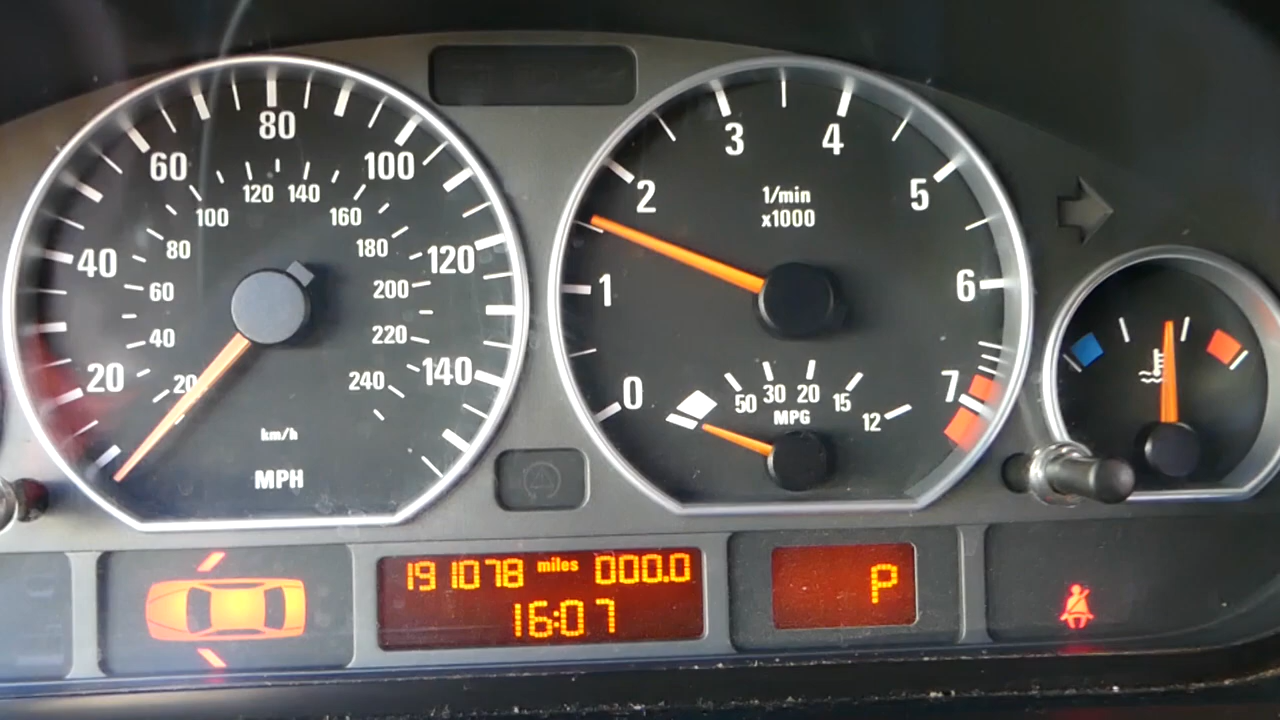 20 40 60 80 100 120 140
20 40 60 80 100 120 140 160 180 200 220 240
km/h
MPH
0 1 2 3 4 5 6 7
1/min
x1000
50 30 20 15 12
MPG
191078 miles 000.0
16:07
P